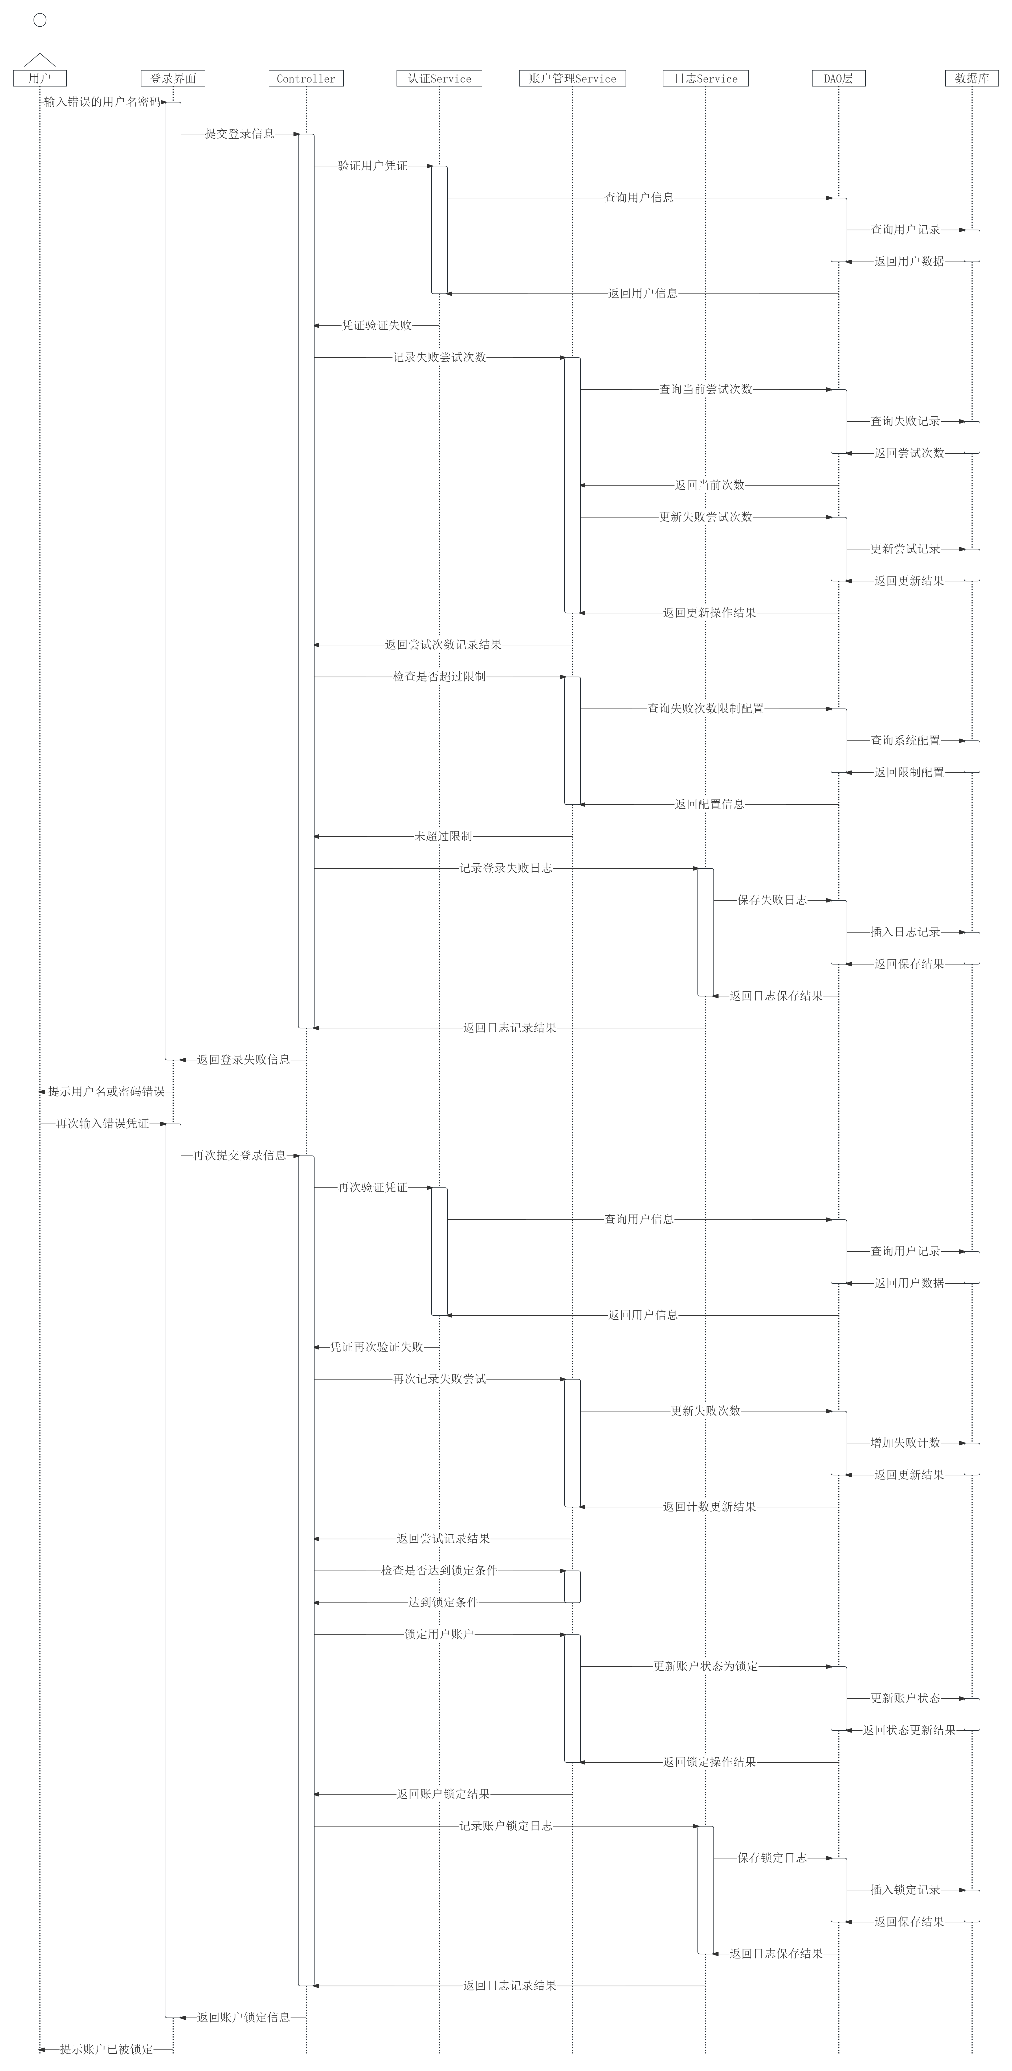 用户
登录界面
Controller
认证Service
账户管理Service
日志Service
DAO层
数据库
输入错误的用户名密码
提交登录信息
验证用户凭证
查询用户信息
查询用户记录
返回用户数据
返回用户信息
凭证验证失败
记录失败尝试次数
查询当前尝试次数
查询失败记录
返回尝试次数
返回当前次数
更新失败尝试次数
更新尝试记录
返回更新结果
返回更新操作结果
返回尝试次数记录结果
检查是否超过限制
查询失败次数限制配置
查询系统配置
返回限制配置
返回配置信息
未超过限制
记录登录失败日志
保存失败日志
插入日志记录
返回保存结果
返回日志保存结果
返回日志记录结果
返回登录失败信息
提示用户名或密码错误
再次输入错误凭证
再次提交登录信息
再次验证凭证
查询用户信息
查询用户记录
返回用户数据
返回用户信息
凭证再次验证失败
再次记录失败尝试
更新失败次数
增加失败计数
返回更新结果
返回计数更新结果
返回尝试记录结果
检查是否达到锁定条件
达到锁定条件
锁定用户账户
更新账户状态为锁定
更新账户状态
返回状态更新结果
返回锁定操作结果
返回账户锁定结果
记录账户锁定日志
保存锁定日志
插入锁定记录
返回保存结果
返回日志保存结果
返回日志记录结果
返回账户锁定信息
提示账户已被锁定